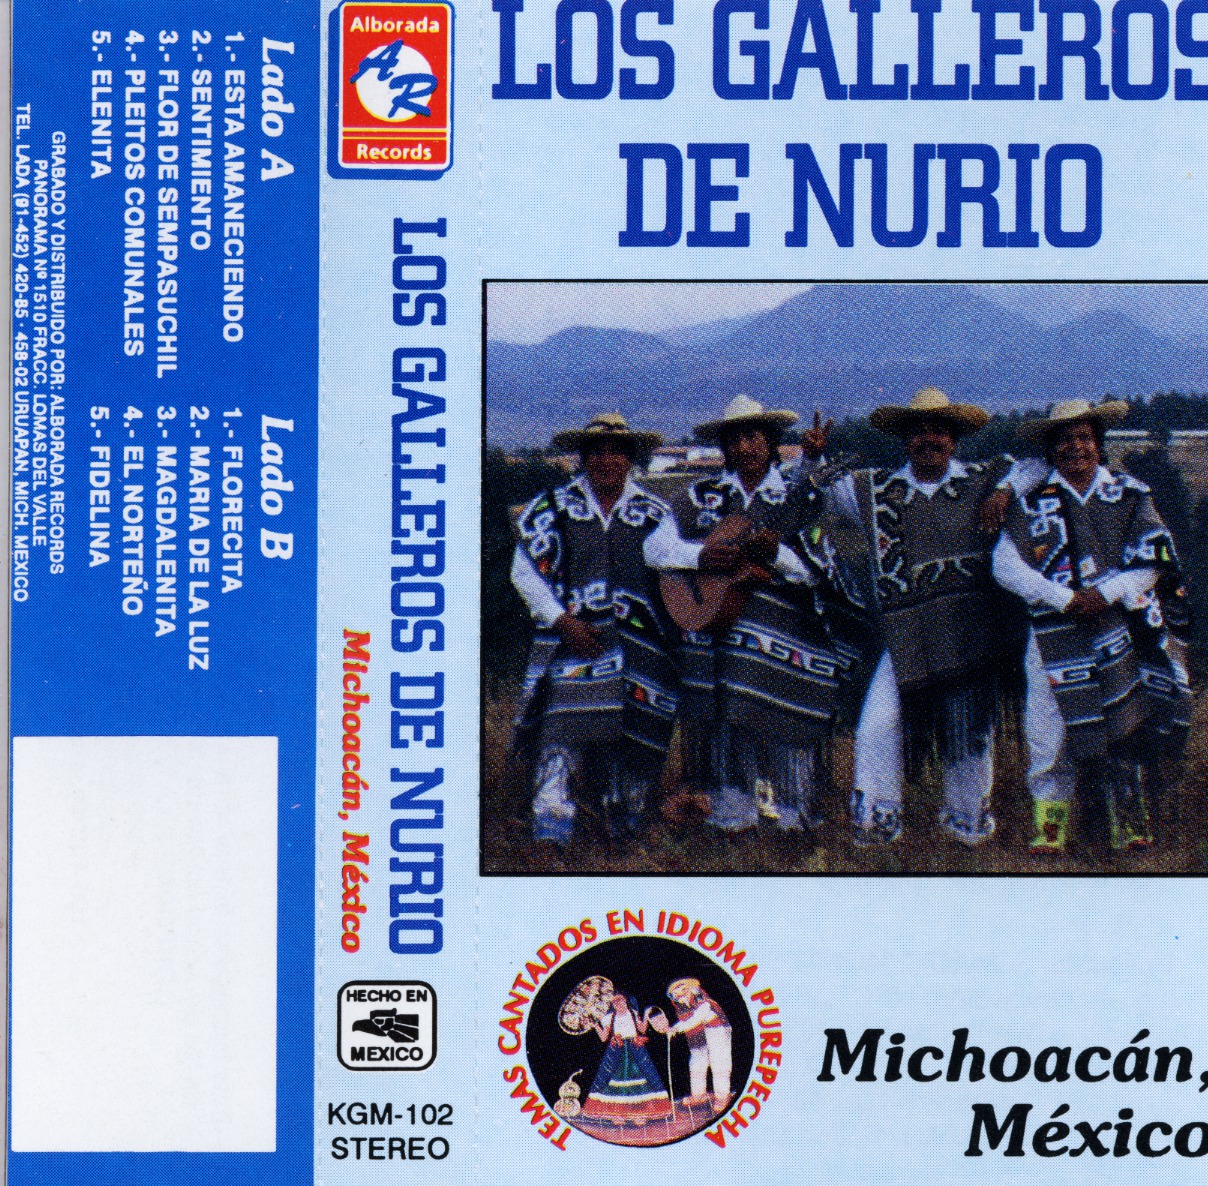 Lado A
1.- ESTA AMANECIENDO
2.- SENTIMIENTO
3.- FLOR DE SEMPASUCHIL
4.- PLEITOS COMUNALES
5.- ELENITA
Lado B
1.- FLORECITA
2.- MARIA DE LA LUZ
3.- MAGDALENITA
4.- EL NORTEÑO
5.- FIDELINA
GRABADO Y DISTRIBUIDO POR: ALBORADA RECORDS
PANORAMA Nº 1510 FRACC. LOMAS DEL VALLE
TEL. LADA (91-452) 420-85 · 458-02 URUAPAN, MICH. MEXICO
Alborada
AR
Records
LOS GALLEROS DE NURIO
Michoacán, México
HECHO EN
MEXICO
KGM-102
STEREO
LOS GALLEROS
DE NURIO
TEMAS CANTADOS EN IDIOMA PUREPECHA
Michoacán,
México